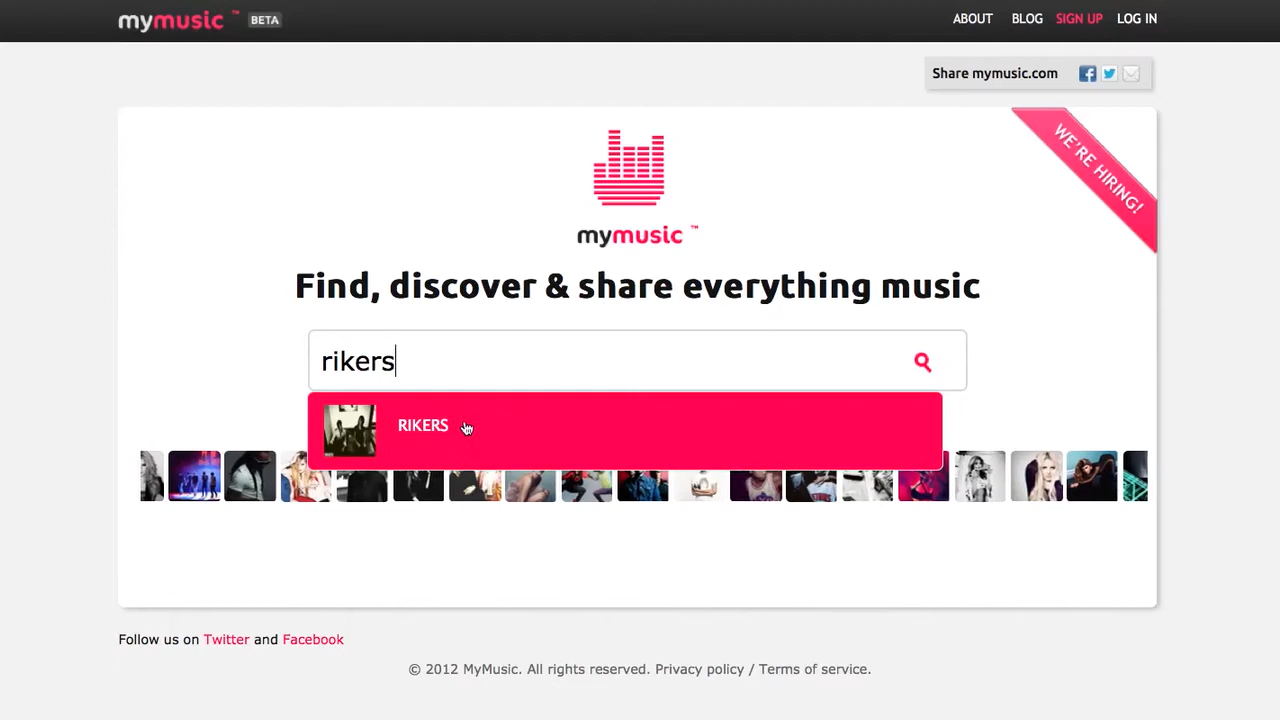 mymusic ™ BETA
ABOUT BLOG SIGN UP LOG IN
Share mymusic.com
WE'RE HIRING!
mymusic ™
Find, discover & share everything music
rikers
RIKERS
Follow us on Twitter and Facebook
© 2012 MyMusic. All rights reserved. Privacy policy / Terms of service.